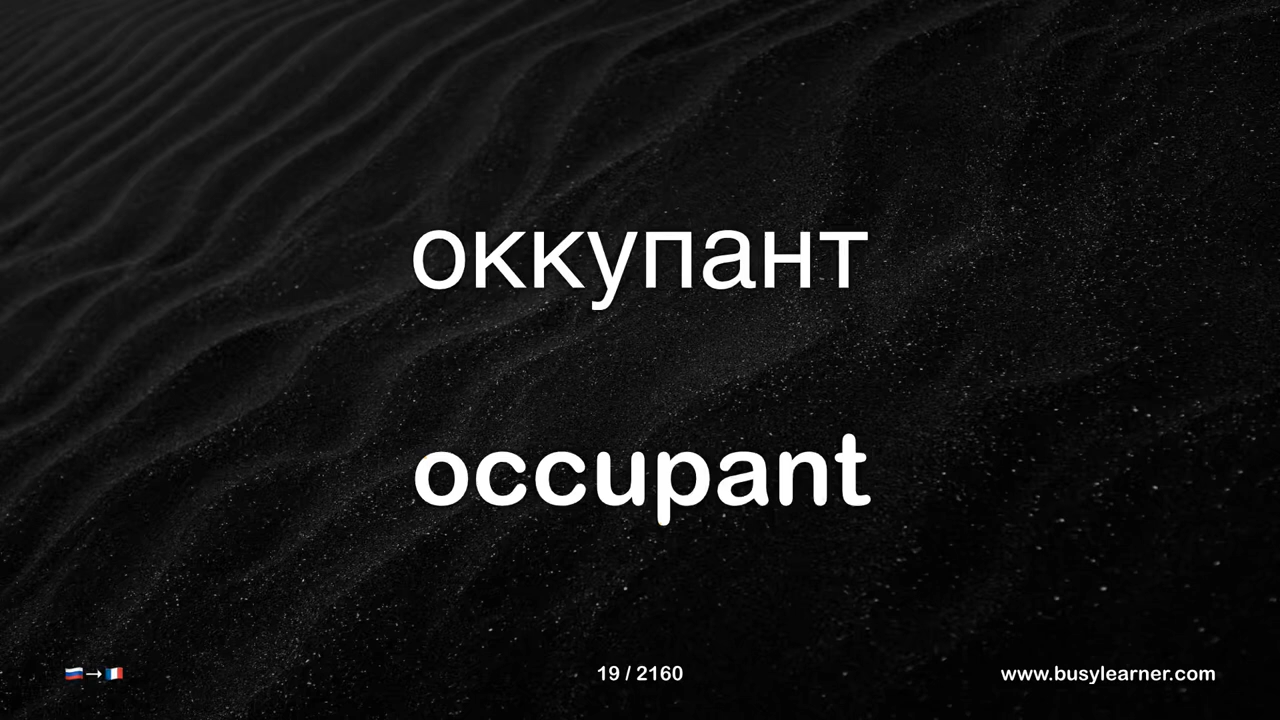 оккупант
occupant
🇷🇺→🇫🇷
19 / 2160
www.busylearner.com